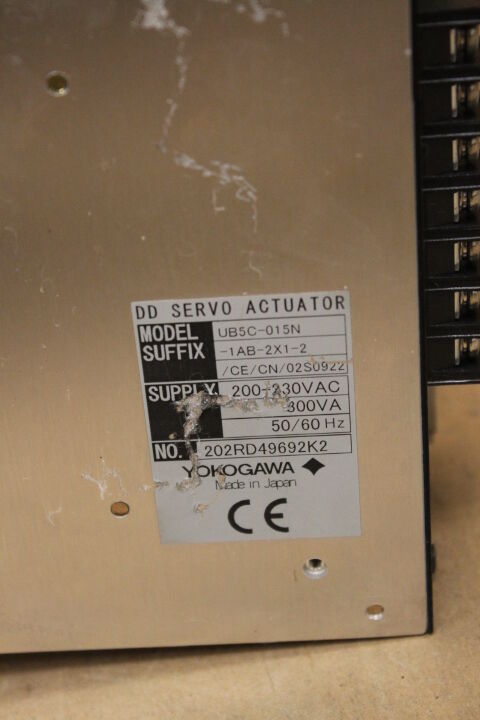 DD SERVO ACTUATOR
MODEL UB5C-015N
SUFFIX -1AB-2X1-2
/CE/CN/02S0922
SUPPLY 200-230VAC
300VA
50/60 Hz
NO. 202RD49692K2
YOKOGAWA
Made in Japan
CE